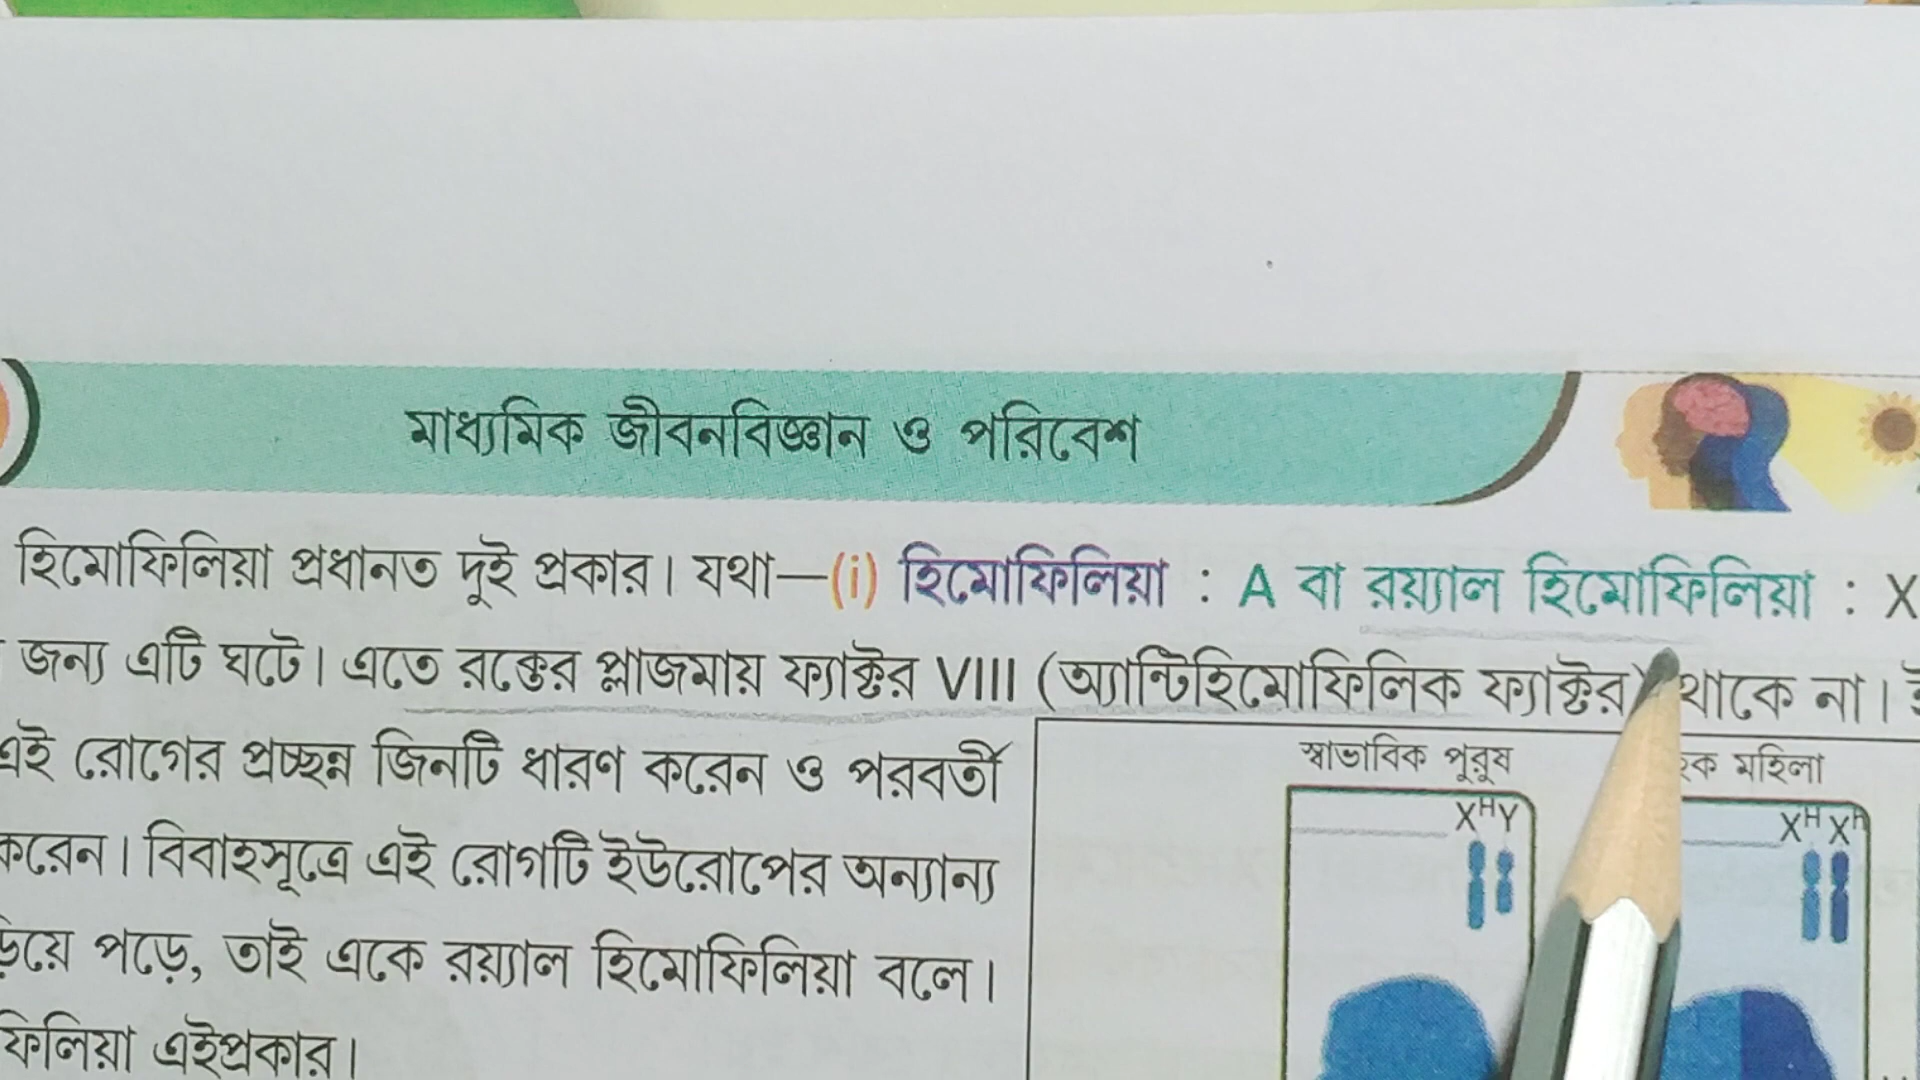 মাধ্যমিক জীবনবিজ্ঞান ও পরিবেশ
হিমোফিলিয়া প্রধানত দুই প্রকার। যথা—(i) হিমোফিলিয়া : A বা রয়্যাল হিমোফিলিয়া : X
জন্য এটি ঘটে। এতে রক্তের প্লাজমায় ফ্যাক্টর VIII (অ্যান্টিহিমোফিলিক ফ্যাক্টর) থাকে না।
এই রোগের প্রচ্ছন্ন জিনটি ধারণ করেন ও পরবর্তী
করেন। বিবাহসূত্রে এই রোগটি ইউরোপের অন্যান্য
পড়ে, তাই একে রয়্যাল হিমোফিলিয়া বলে।
এইপ্রকার।
স্বাভাবিক পুরুষ
মহিলা
XᴴY
Xᴴ